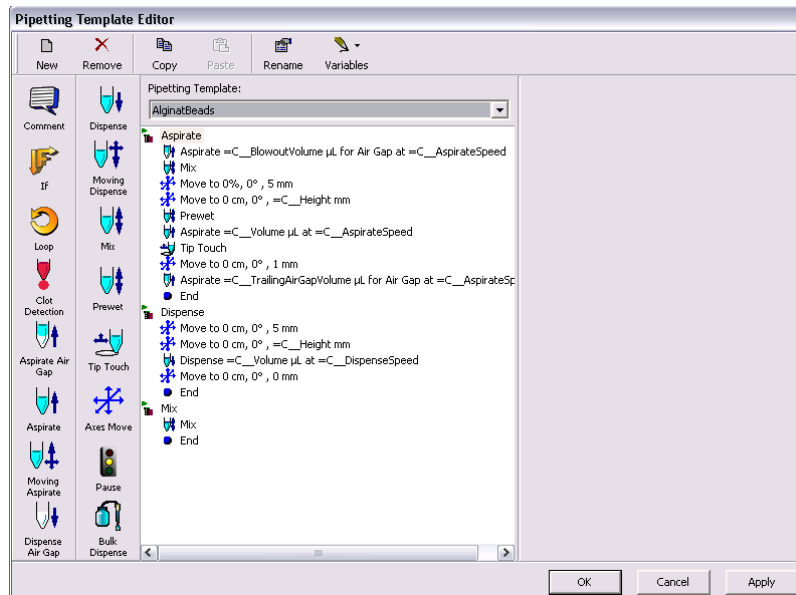 Pipetting Template Editor
New
Remove
Copy
Paste
Rename
Variables
Comment
If
Loop
Clot
Detection
Aspirate Air
Gap
Aspirate
Moving
Aspirate
Dispense
Air Gap
Dispense
Moving
Dispense
Mix
Prewet
Tip Touch
Axes Move
Pause
Bulk
Dispense
Pipetting Template:
AlginatBeads
Aspirate
Aspirate =C__BlowoutVolume µL for Air Gap at =C__AspirateSpeed
Mix
Move to 0%, 0° , 5 mm
Move to 0 cm, 0° , =C__Height mm
Prewet
Aspirate =C__Volume µL at =C__AspirateSpeed
Tip Touch
Move to 0 cm, 0° , 1 mm
Aspirate =C__TrailingAirGapVolume µL for Air Gap at =C__AspirateSp
End
Dispense
Move to 0 cm, 0° , 5 mm
Move to 0 cm, 0° , =C__Height mm
Dispense =C__Volume µL at =C__DispenseSpeed
Move to 0 cm, 0° , 0 mm
End
Mix
Mix
End
OK
Cancel
Apply